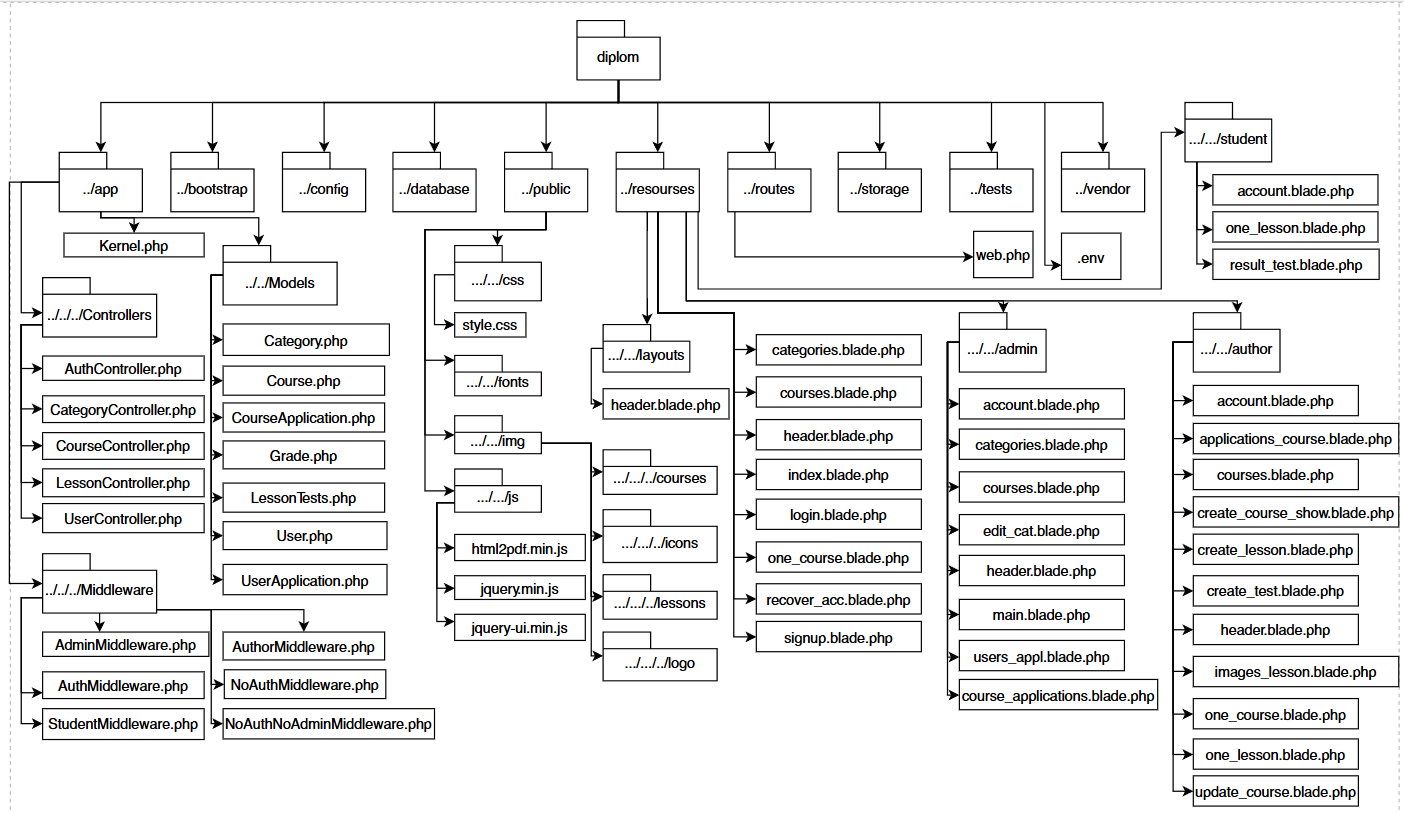 diplom
../app
../bootstrap
../config
../database
../public
../resourses
../routes
../storage
../tests
../vendor
.../.../student
account.blade.php
one_lesson.blade.php
result_test.blade.php
Kernel.php
../../Models
Category.php
Course.php
CourseApplication.php
Grade.php
LessonTests.php
User.php
UserApplication.php
../../../Controllers
AuthController.php
CategoryController.php
CourseController.php
LessonController.php
UserController.php
../../../Middleware
AdminMiddleware.php
AuthorMiddleware.php
AuthMiddleware.php
NoAuthMiddleware.php
StudentMiddleware.php
NoAuthNoAdminMiddleware.php
.../.../css
style.css
.../.../fonts
.../.../img
.../.../js
html2pdf.min.js
jquery.min.js
jquery-ui.min.js
.../.../../courses
.../.../../icons
.../.../../lessons
.../.../../logo
.../.../layouts
header.blade.php
categories.blade.php
courses.blade.php
header.blade.php
index.blade.php
login.blade.php
one_course.blade.php
recover_acc.blade.php
signup.blade.php
web.php
.env
.../.../admin
account.blade.php
categories.blade.php
courses.blade.php
edit_cat.blade.php
header.blade.php
main.blade.php
users_appl.blade.php
course_applications.blade.php
.../.../author
account.blade.php
applications_course.blade.php
courses.blade.php
create_course_show.blade.php
create_lesson.blade.php
create_test.blade.php
header.blade.php
images_lesson.blade.php
one_course.blade.php
one_lesson.blade.php
update_course.blade.php